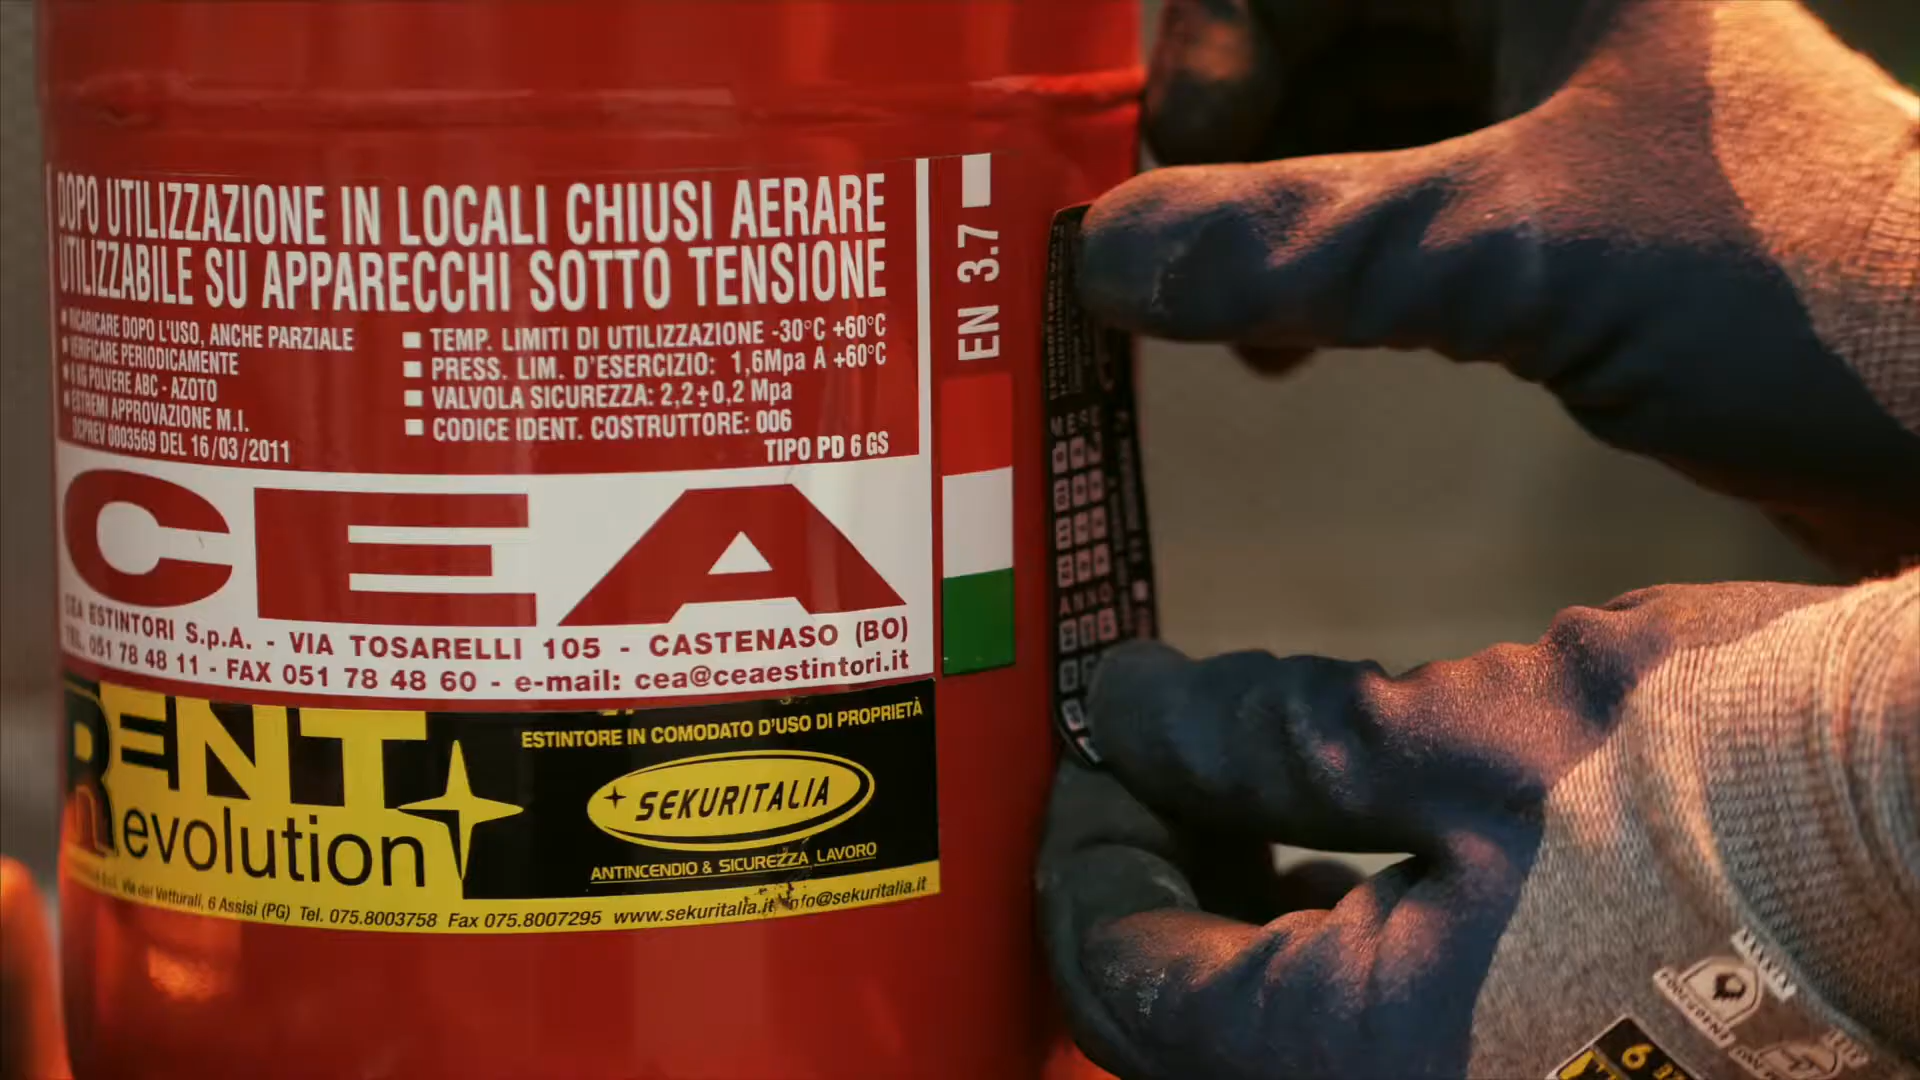 DOPO UTILIZZAZIONE IN LOCALI CHIUSI AERARE
UTILIZZABILE SU APPARECCHI SOTTO TENSIONE
RICARICARE DOPO L'USO, ANCHE PARZIALE
VERIFICARE PERIODICAMENTE
6 KG POLVERE ABC - AZOTO
ESTREMI APPROVAZIONE M.I.
DCPREV 0003569 DEL 16/03/2011
TEMP. LIMITI DI UTILIZZAZIONE -30°C +60°C
PRESS. LIM. D'ESERCIZIO: 1,6Mpa A +60°C
VALVOLA SICUREZZA: 2,2±0,2 Mpa
CODICE IDENT. COSTRUTTORE: 006
TIPO PD 6 GS
EN 3.7
CEA
CEA ESTINTORI S.p.A. - VIA TOSARELLI 105 - CASTENASO (BO)
TEL. 051 78 48 11 - FAX 051 78 48 60 - e-mail: cea@ceaestintori.it
RENT
Revolution
ESTINTORE IN COMODATO D'USO DI PROPRIETÀ
SEKURITALIA
ANTINCENDIO & SICUREZZA LAVORO
Via dei Vetturali, 6 Assisi (PG) Tel. 075.8003758 Fax 075.8007295 www.sekuritalia.it info@sekuritalia.it
MESE
ANNO